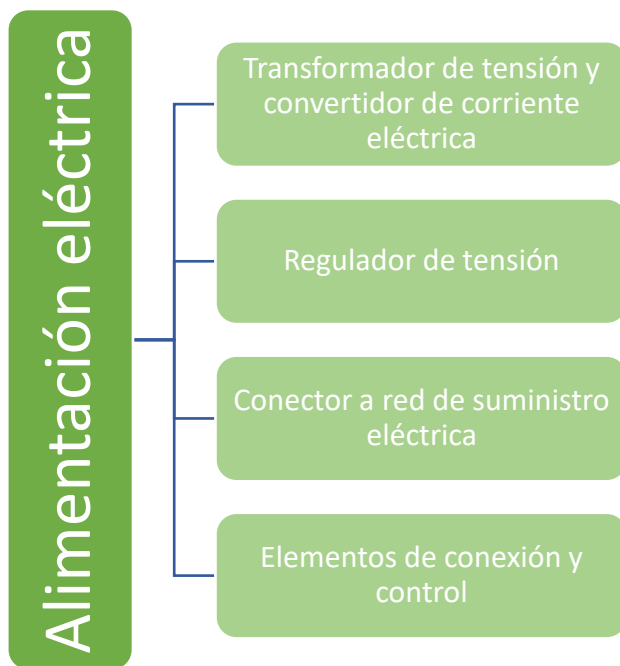 Alimentación eléctrica
Transformador de tensión y
convertidor de corriente
eléctrica
Regulador de tensión
Conector a red de suministro
eléctrica
Elementos de conexión y
control